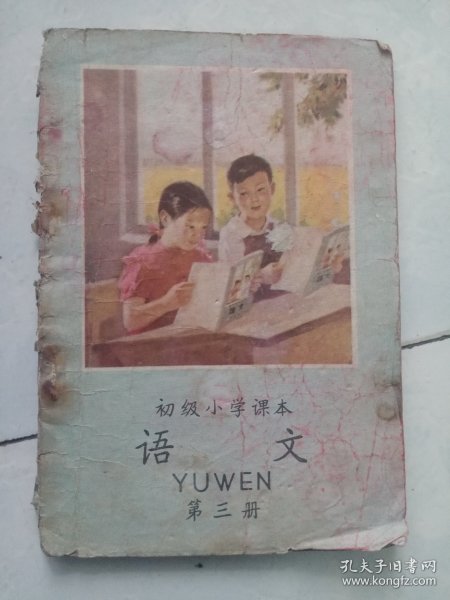 初级小学课本
语文
YUWEN
第三册
孔夫子旧书网
www.kongfz.com